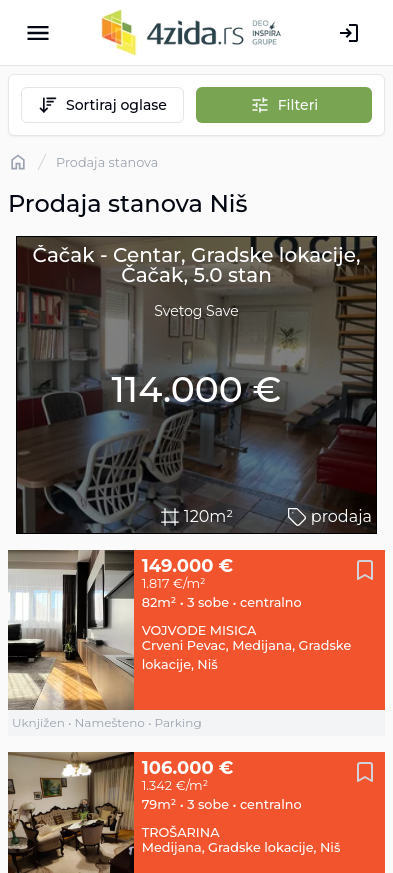 4zida.rs
DEO
INSPIRA
GRUPE
Sortiraj oglase
Filteri
/ Prodaja stanova
Prodaja stanova Niš
Čačak - Centar, Gradske lokacije,
Čačak, 5.0 stan
Svetog Save
114.000 €
120m²
prodaja
149.000 €
1.817 €/m²
82m² • 3 sobe • centralno
VOJVODE MISICA
Crveni Pevac, Medijana, Gradske
lokacije, Niš
Uknjižen • Namešteno • Parking
106.000 €
1.342 €/m²
79m² • 3 sobe • centralno
TROŠARINA
Medijana, Gradske lokacije, Niš